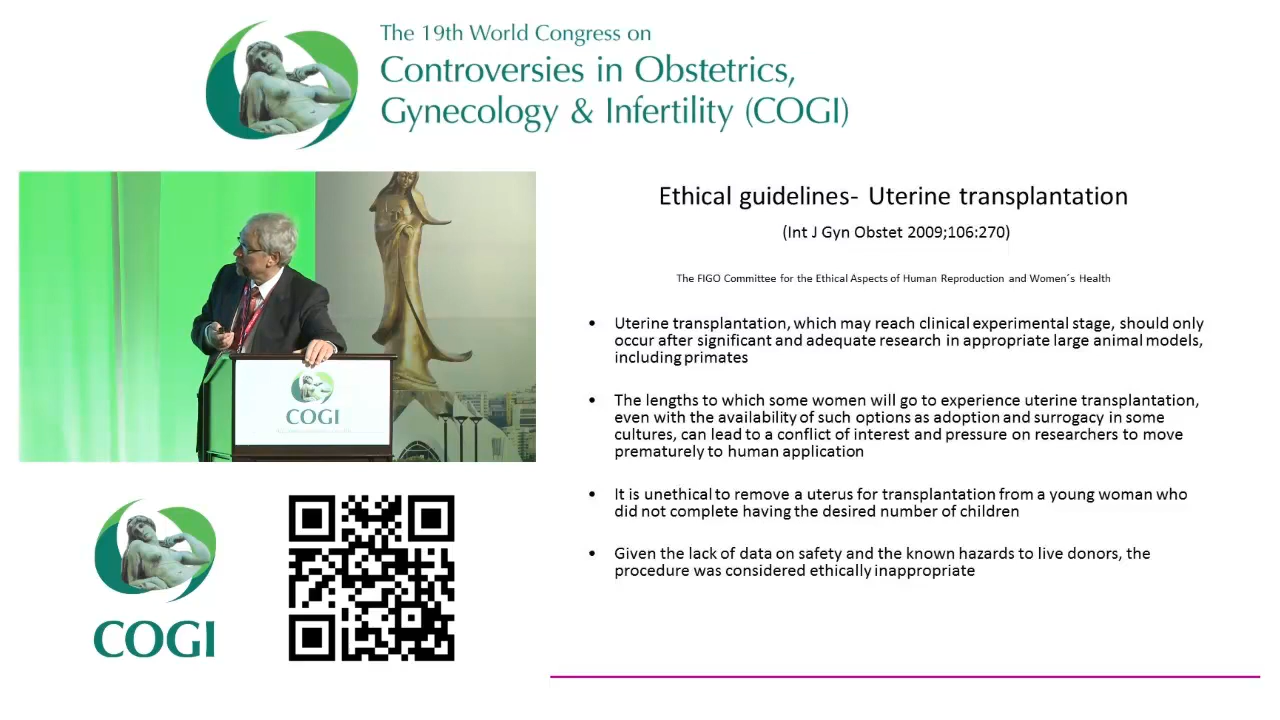 The 19th World Congress on
Controversies in Obstetrics,
Gynecology & Infertility (COGI)
Ethical guidelines- Uterine transplantation
(Int J Gyn Obstet 2009;106:270)
The FIGO Committee for the Ethical Aspects of Human Reproduction and Women´s Health
• Uterine transplantation, which may reach clinical experimental stage, should only
occur after significant and adequate research in appropriate large animal models,
including primates
• The lengths to which some women will go to experience uterine transplantation,
even with the availability of such options as adoption and surrogacy in some
cultures, can lead to a conflict of interest and pressure on researchers to move
prematurely to human application
• It is unethical to remove a uterus for transplantation from a young woman who
did not complete having the desired number of children
• Given the lack of data on safety and the known hazards to live donors, the
procedure was considered ethically inappropriate
COGI
COGI